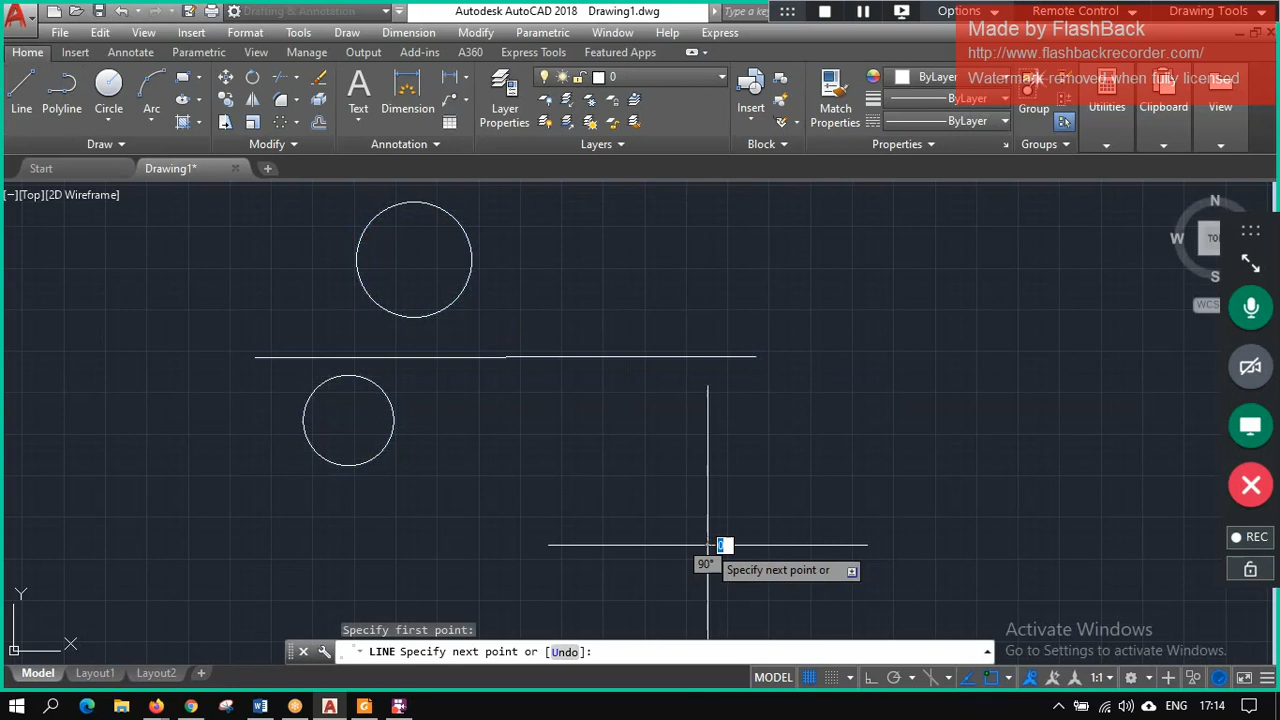 Drafting & Annotation
Autodesk AutoCAD 2018 Drawing1.dwg
Type a key
Options
Remote Control
Drawing Tools
File Edit View Insert Format Tools Draw Dimension Modify Parametric Window Help Express
Made by FlashBack
Home Insert Annotate Parametric View Manage Output Add-ins A360 Express Tools Featured Apps
http://www.flashbackrecorder.com/
Watermark removed when fully licensed
0
ByLayer
ByLayer
ByLayer
Line Polyline Circle Arc
Text Dimension
Layer
Properties
Insert
Match
Properties
Group
Utilities
Clipboard
View
Draw Modify Annotation Layers Block Properties Groups
Start
Drawing1*
[−][Top][2D Wireframe]
N
W
S
WCS
0
90°
Specify next point or
REC
Y
X
Specify first point:
LINE Specify next point or [Undo]:
Activate Windows
Go to Settings to activate Windows.
Model Layout1 Layout2
MODEL
1:1
ENG
17:14